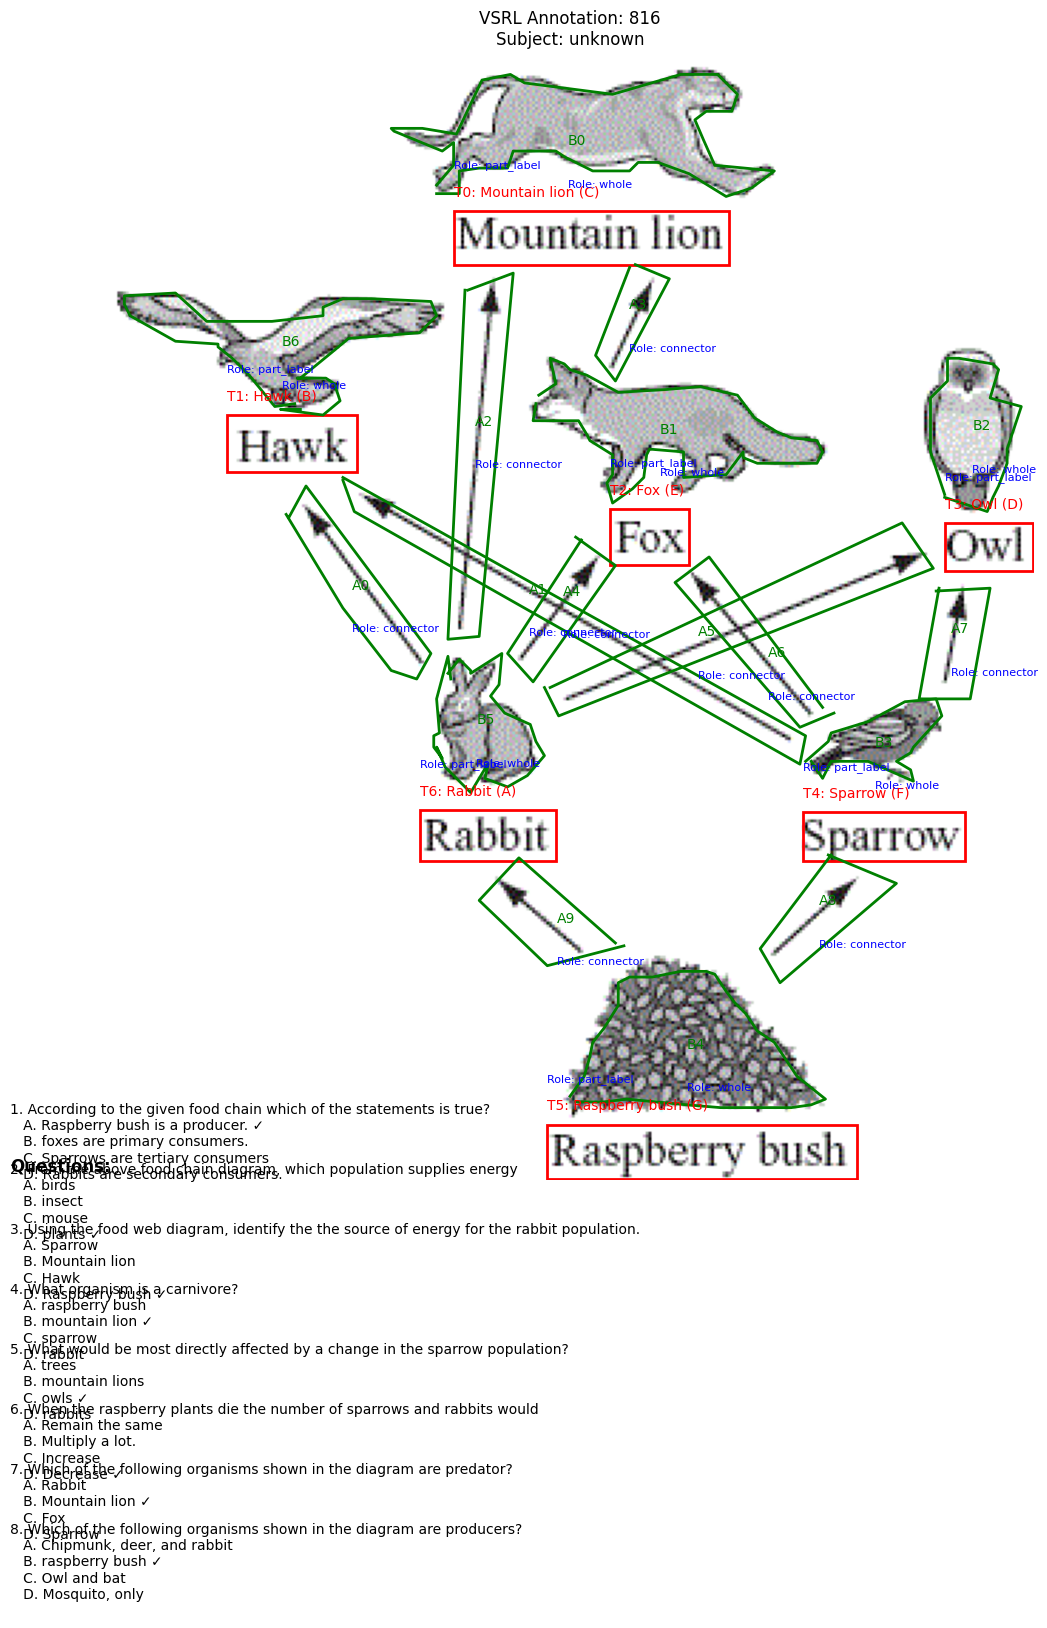 VSRL Annotation: 816
Subject: unknown
B0
Role: part_label
Role: whole
T0: Mountain lion (C)
Mountain lion
B6
Role: part_label
Role: whole
T1: Hawk (B)
Hawk
Role: connector
A2
Role: connector
B1
Role: part_label
Role: whole
T2: Fox (E)
Fox
B2
Role: whole
Role: part_label
T3: Owl (D)
Owl
A0
Role: connector
A1
Role: connector
A4
Role: connector
A5
Role: connector
A6
Role: connector
A7
Role: connector
B5
Role: part_label
Role: whole
T6: Rabbit (A)
Rabbit
Role: part_label
Role: whole
T4: Sparrow (F)
Sparrow
A9
Role: connector
A8
Role: connector
Role: part_label
Role: whole
T5: Raspberry bush (G)
Raspberry bush
1. According to the given food chain which of the statements is true?
A. Raspberry bush is a producer. ✓
B. foxes are primary consumers.
C. Sparrows are tertiary consumers
D. Rabbits are secondary consumers.
Questions:
above food chain diagram, which population supplies energy
A. birds
B. insect
C. mouse
D. plants ✓
3. Using the food web diagram, identify the the source of energy for the rabbit population.
A. Sparrow
B. Mountain lion
C. Hawk
D. Raspberry bush ✓
4. What organism is a carnivore?
A. raspberry bush
B. mountain lion ✓
C. sparrow
D. rabbit
5. What would be most directly affected by a change in the sparrow population?
A. trees
B. mountain lions
C. owls ✓
D. rabbits
6. When the raspberry plants die the number of sparrows and rabbits would
A. Remain the same
B. Multiply a lot.
C. Increase
D. Decrease ✓
7. Which of the following organisms shown in the diagram are predator?
A. Rabbit
B. Mountain lion ✓
C. Fox
D. Sparrow
8. Which of the following organisms shown in the diagram are producers?
A. Chipmunk, deer, and rabbit
B. raspberry bush ✓
C. Owl and bat
D. Mosquito, only